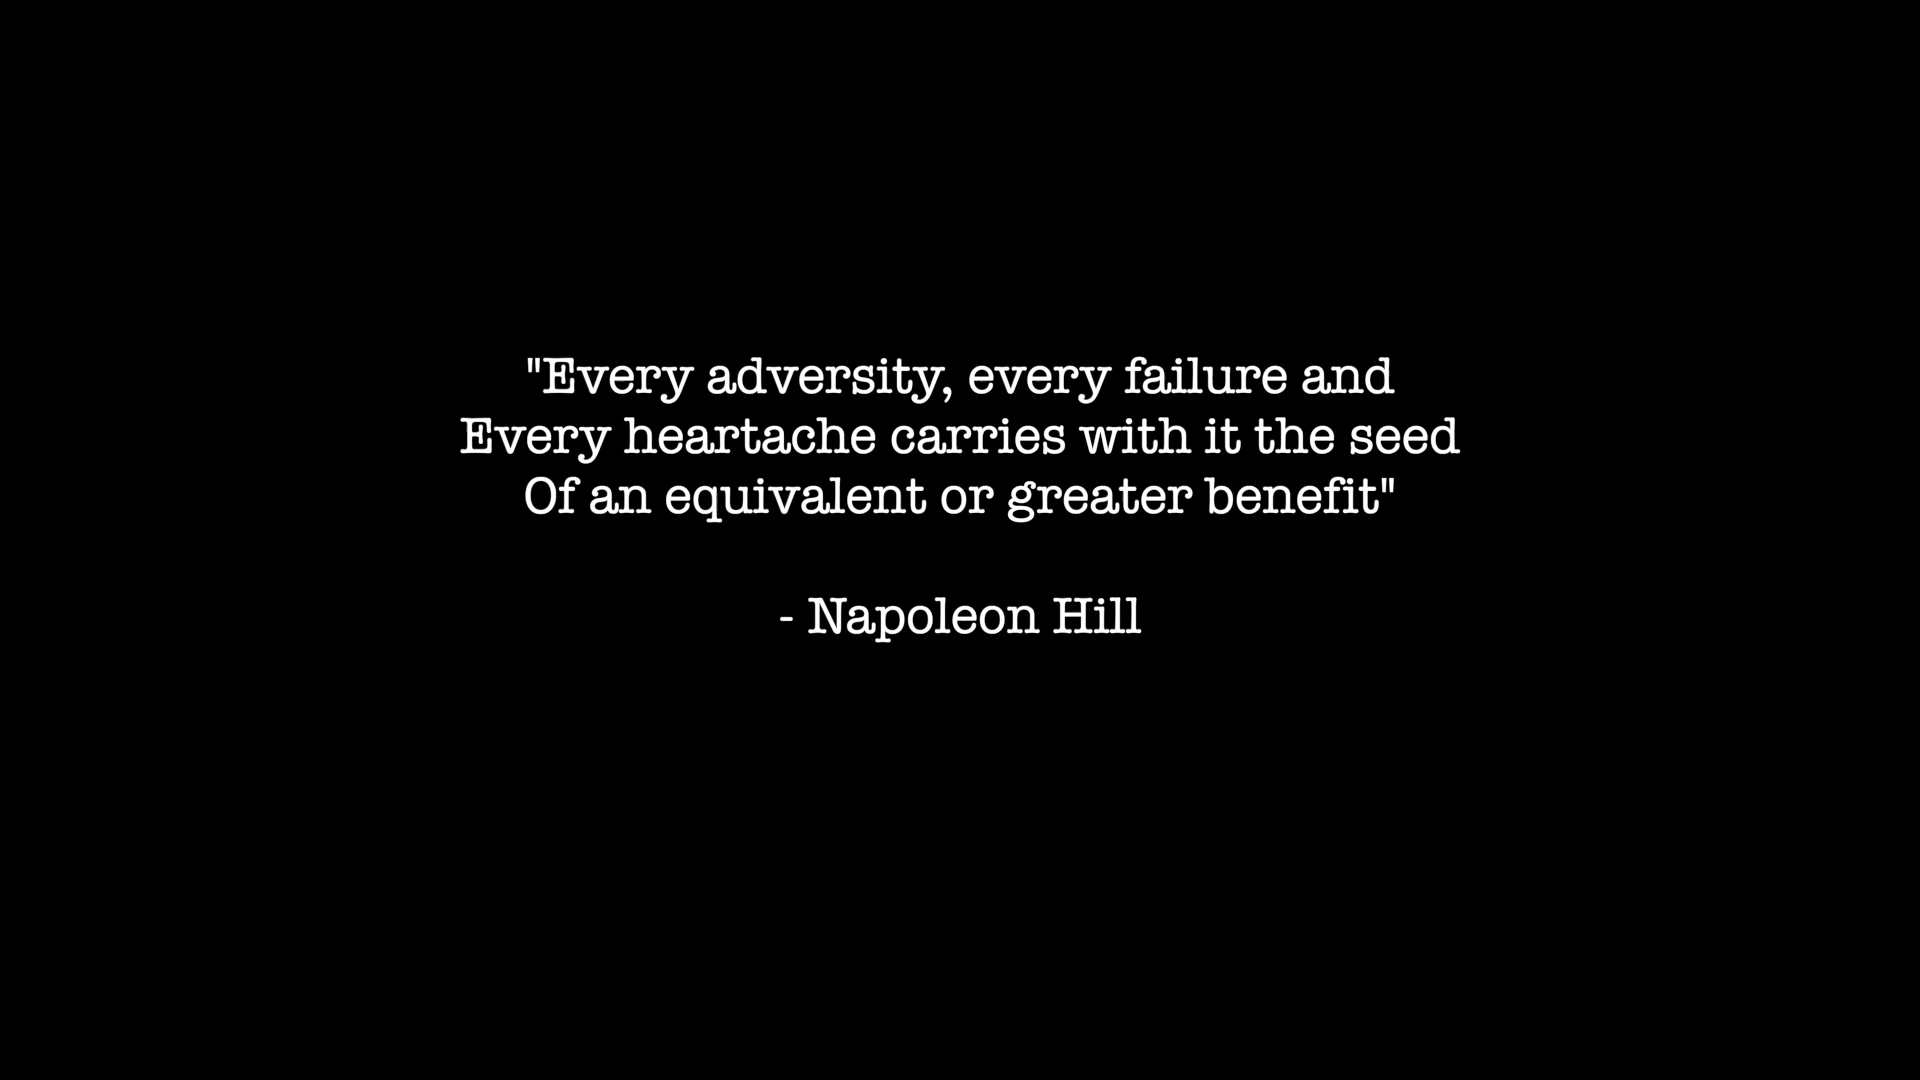 "Every adversity, every failure and
Every heartache carries with it the seed
Of an equivalent or greater benefit"
- Napoleon Hill